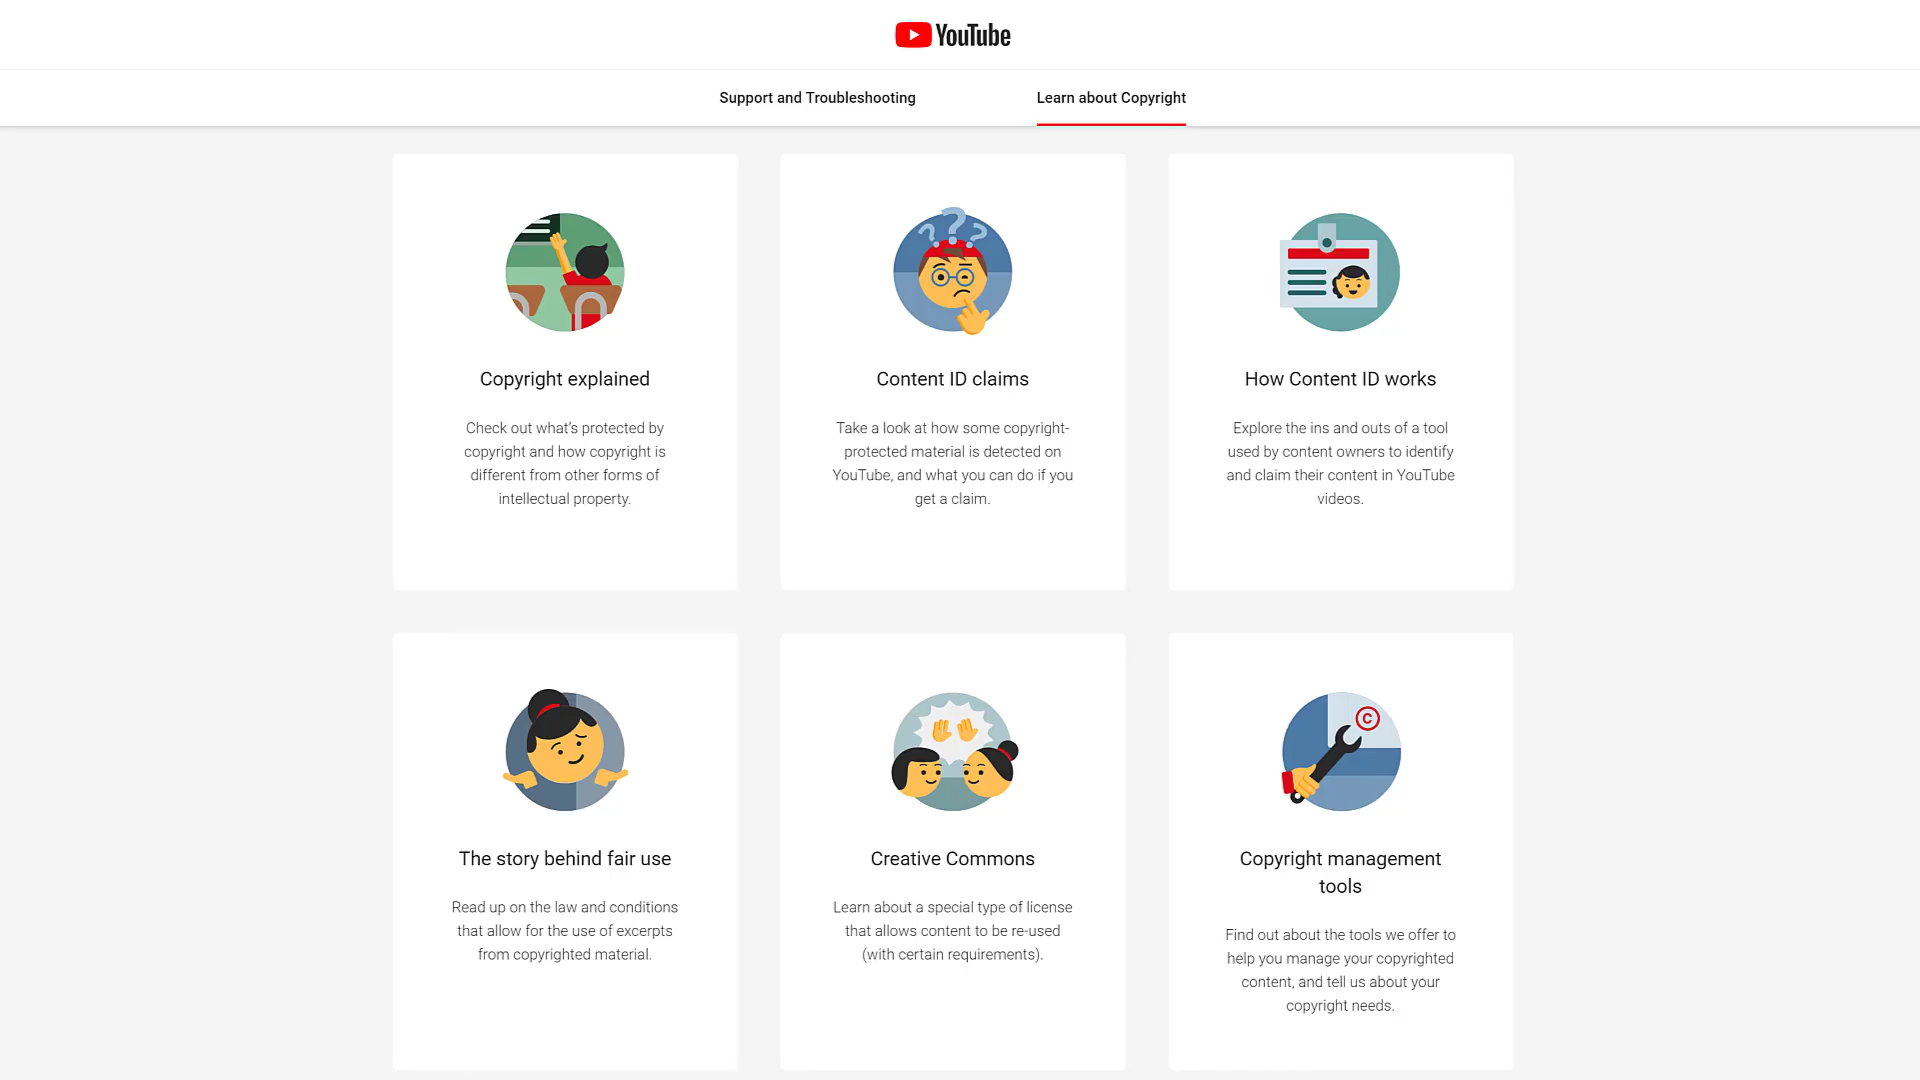 YouTube
Support and Troubleshooting
Learn about Copyright
Copyright explained
Check out what's protected by
copyright and how copyright is
different from other forms of
intellectual property.
Content ID claims
Take a look at how some copyright-
protected material is detected on
YouTube, and what you can do if you
get a claim.
How Content ID works
Explore the ins and outs of a tool
used by content owners to identify
and claim their content in YouTube
videos.
The story behind fair use
Read up on the law and conditions
that allow for the use of excerpts
from copyrighted material.
Creative Commons
Learn about a special type of license
that allows content to be re-used
(with certain requirements).
C
Copyright management
tools
Find out about the tools we offer to
help you manage your copyrighted
content, and tell us about your
copyright needs.